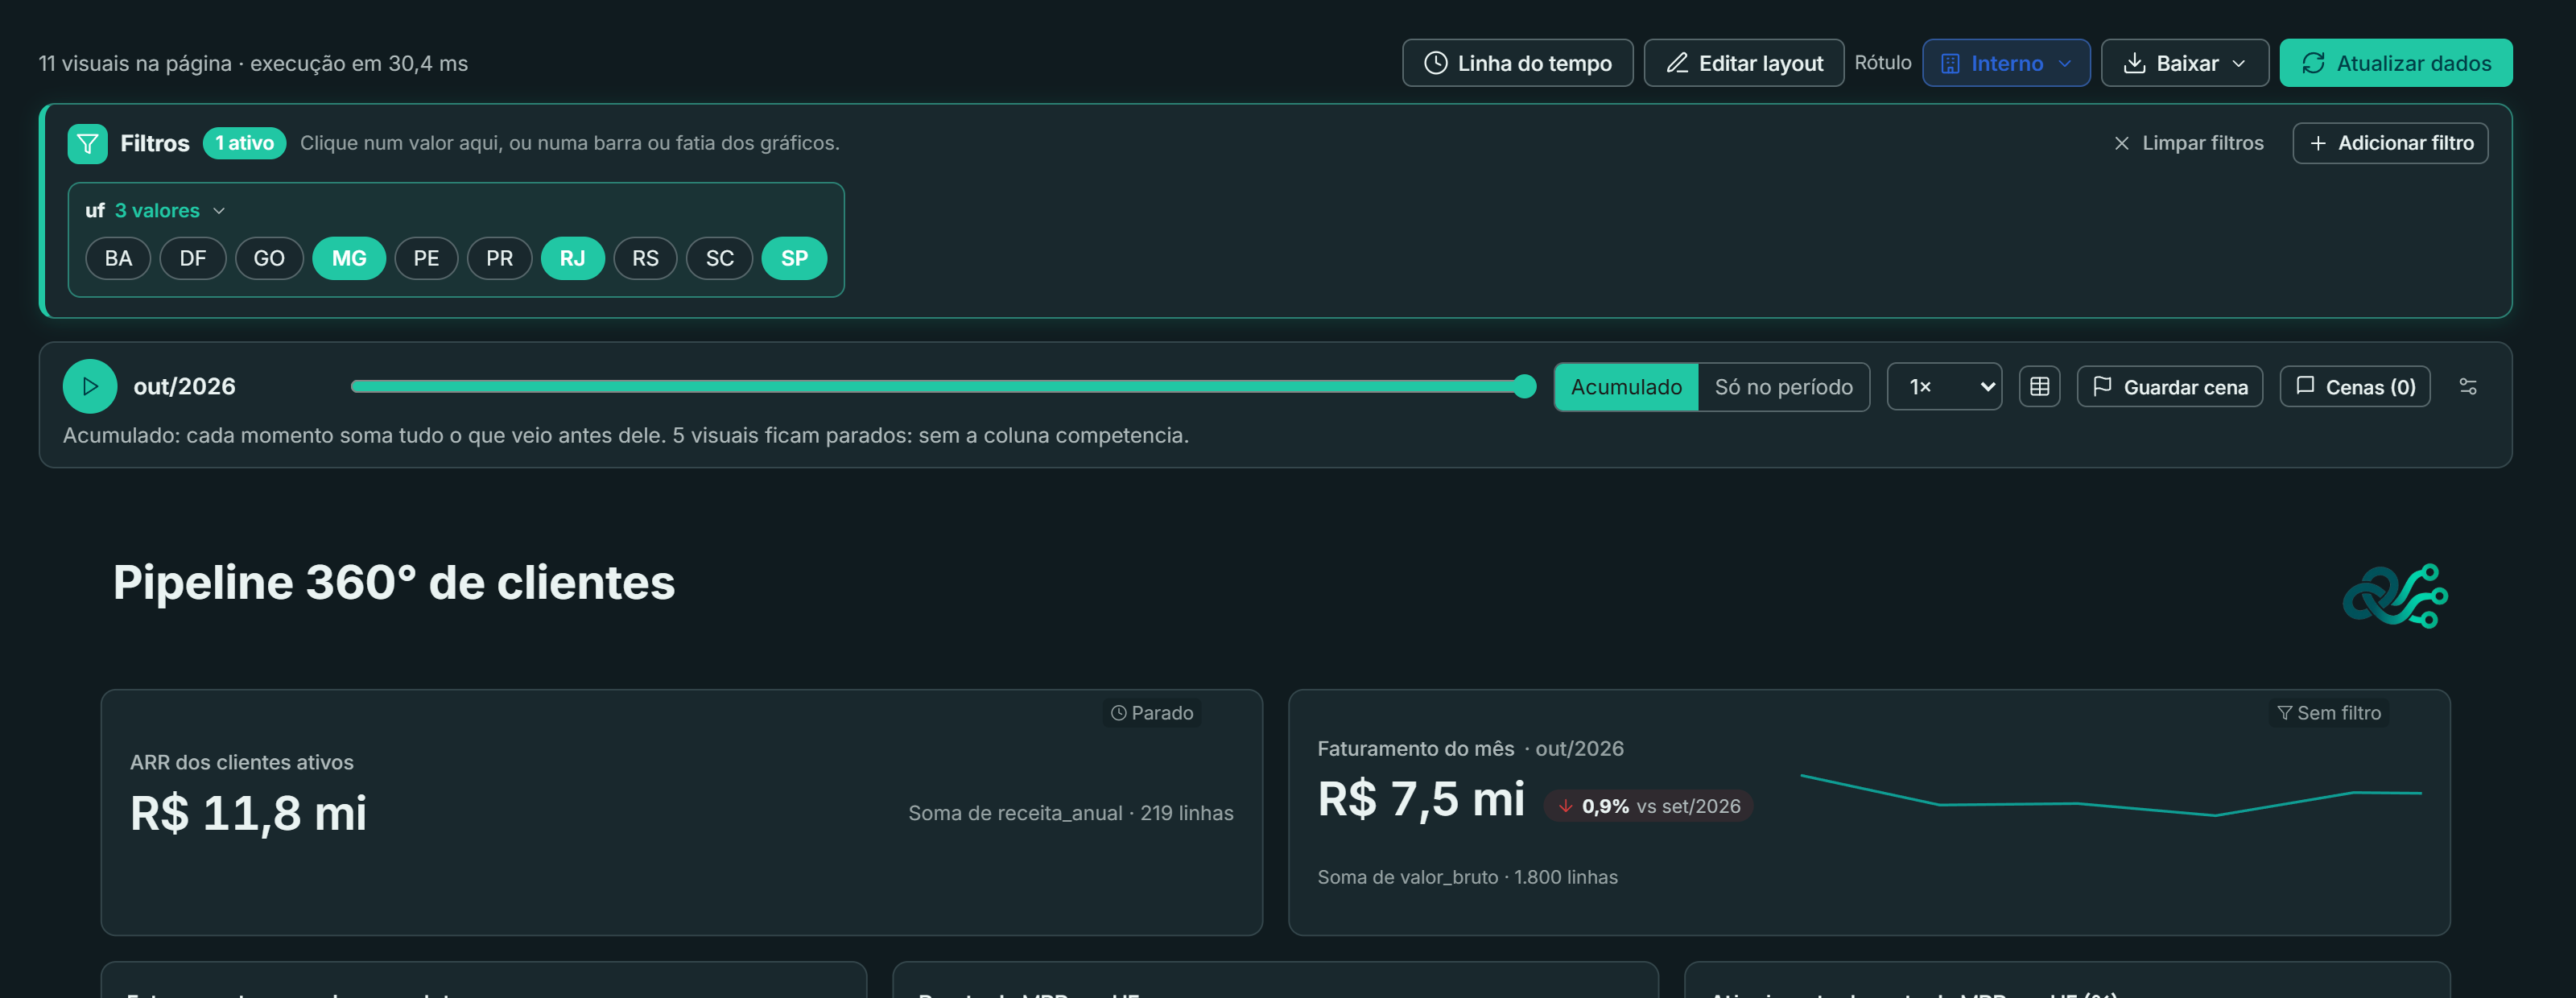 11 visuais na página · execução em 30,4 ms
Linha do tempo
Editar layout
Rótulo
Interno
Baixar
Atualizar dados
Filtros
1 ativo
Clique num valor aqui, ou numa barra ou fatia dos gráficos.
Limpar filtros
Adicionar filtro
uf 3 valores
BA DF GO MG PE PR RJ RS SC SP
out/2026
Acumulado
Só no período
1×
Guardar cena
Cenas (0)
Acumulado: cada momento soma tudo o que veio antes dele. 5 visuais ficam parados: sem a coluna competencia.
Pipeline 360° de clientes
Parado
ARR dos clientes ativos
R$ 11,8 mi
Soma de receita_anual · 219 linhas
Sem filtro
Faturamento do mês · out/2026
R$ 7,5 mi
0,9% vs set/2026
Soma de valor_bruto · 1.800 linhas